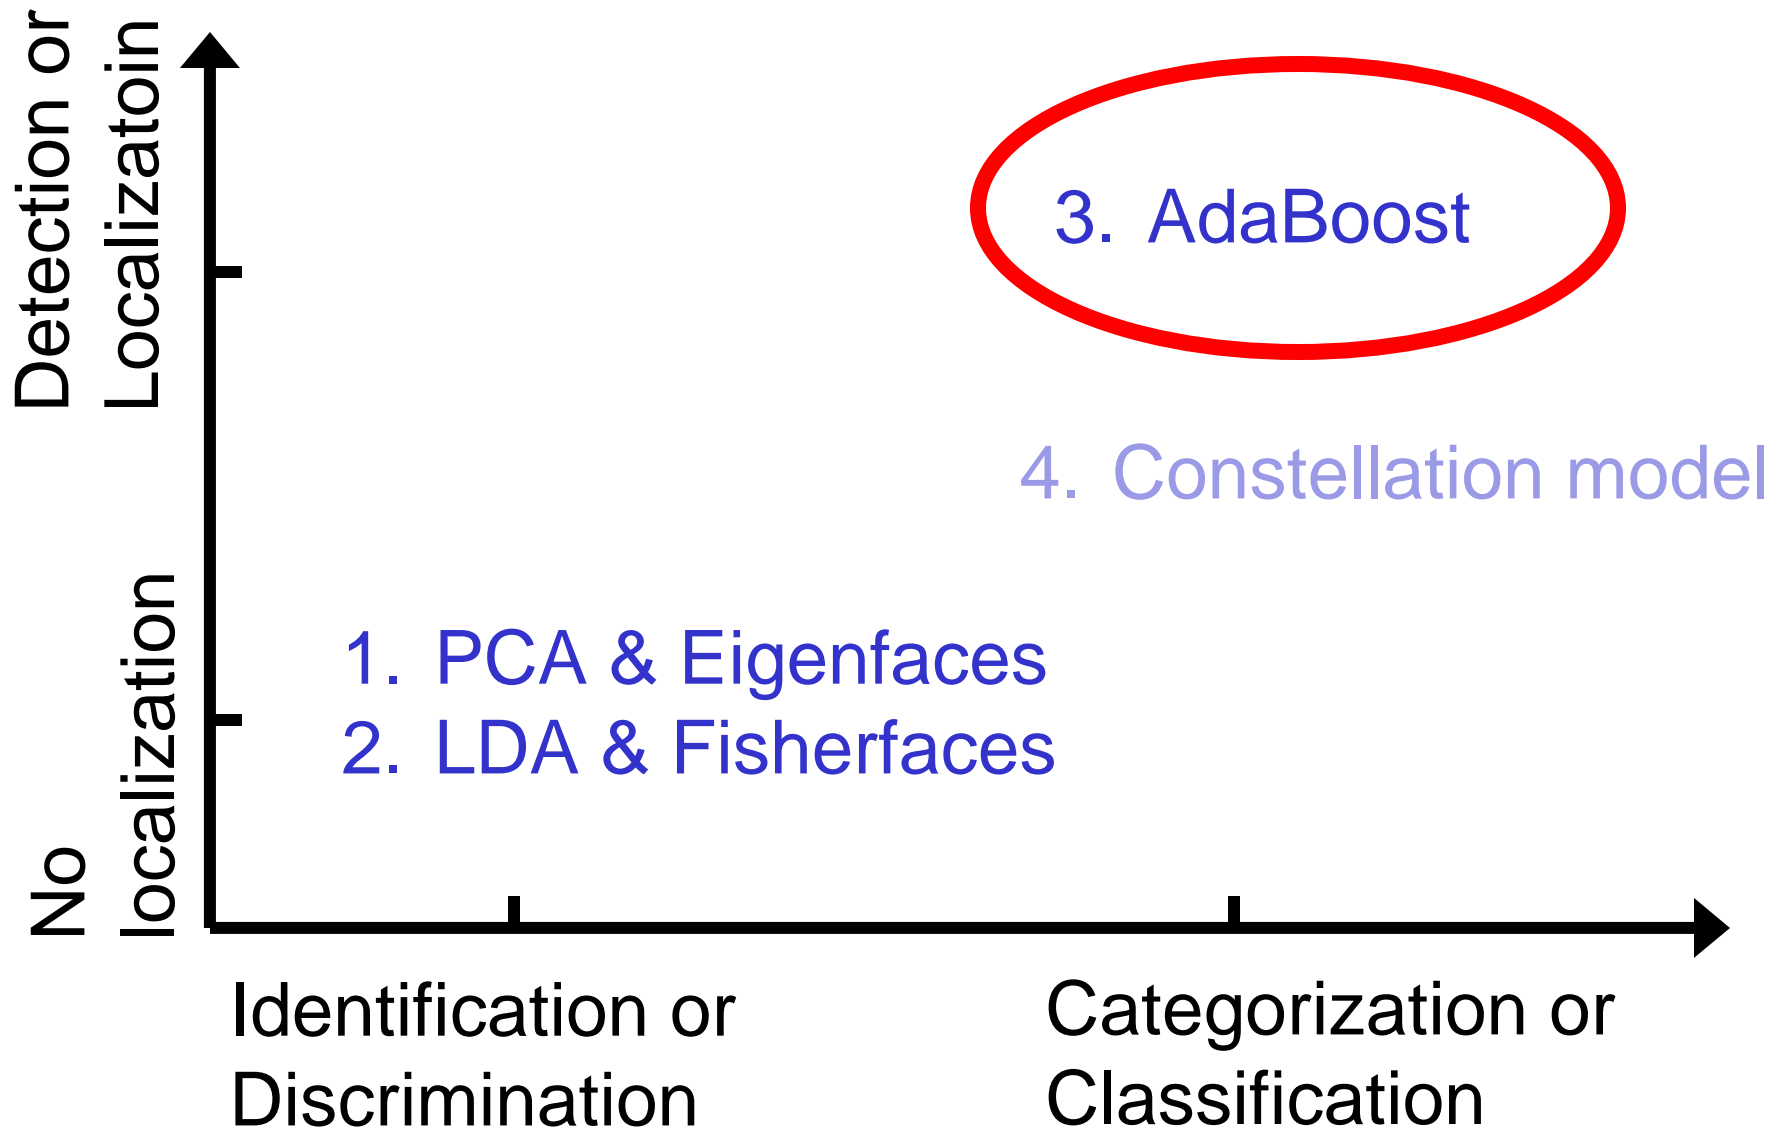 Detection or
Localizatoin
3. AdaBoost
4. Constellation model
No
localization
1. PCA & Eigenfaces
2. LDA & Fisherfaces
Identification or
Discrimination
Categorization or
Classification